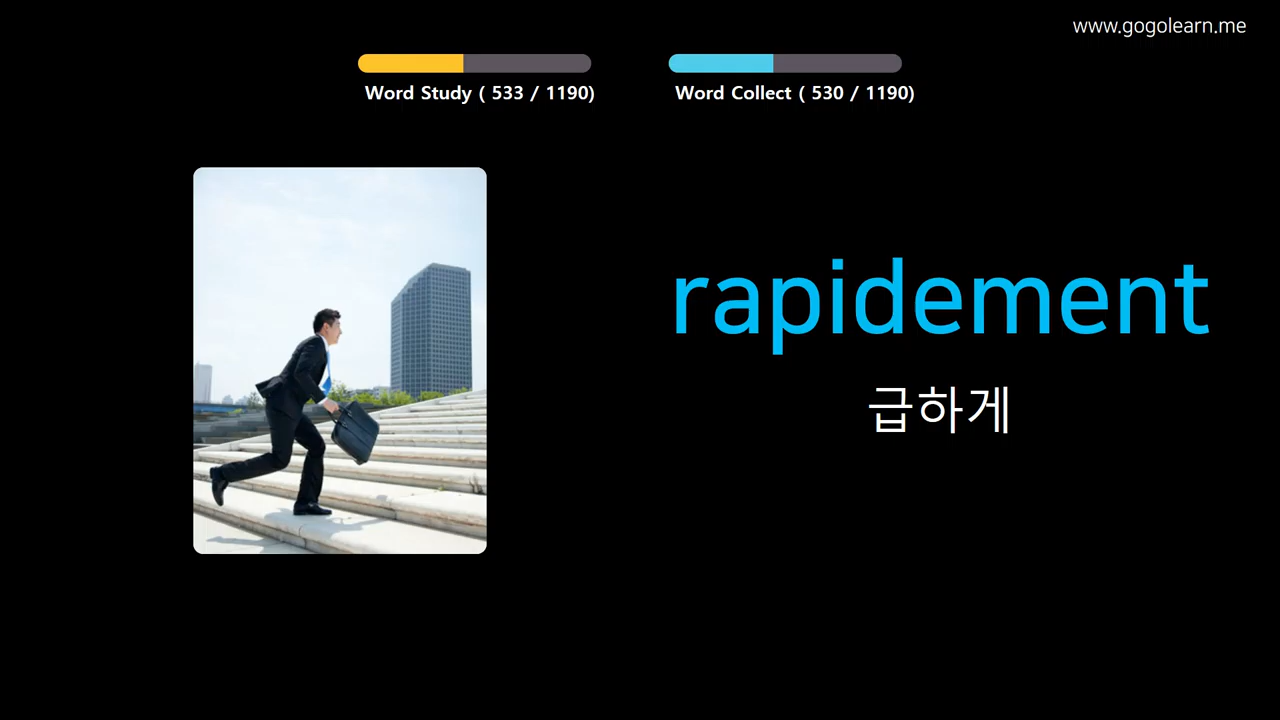 www.gogolearn.me
Word Study ( 533 / 1190)
Word Collect ( 530 / 1190)
rapidement
급하게